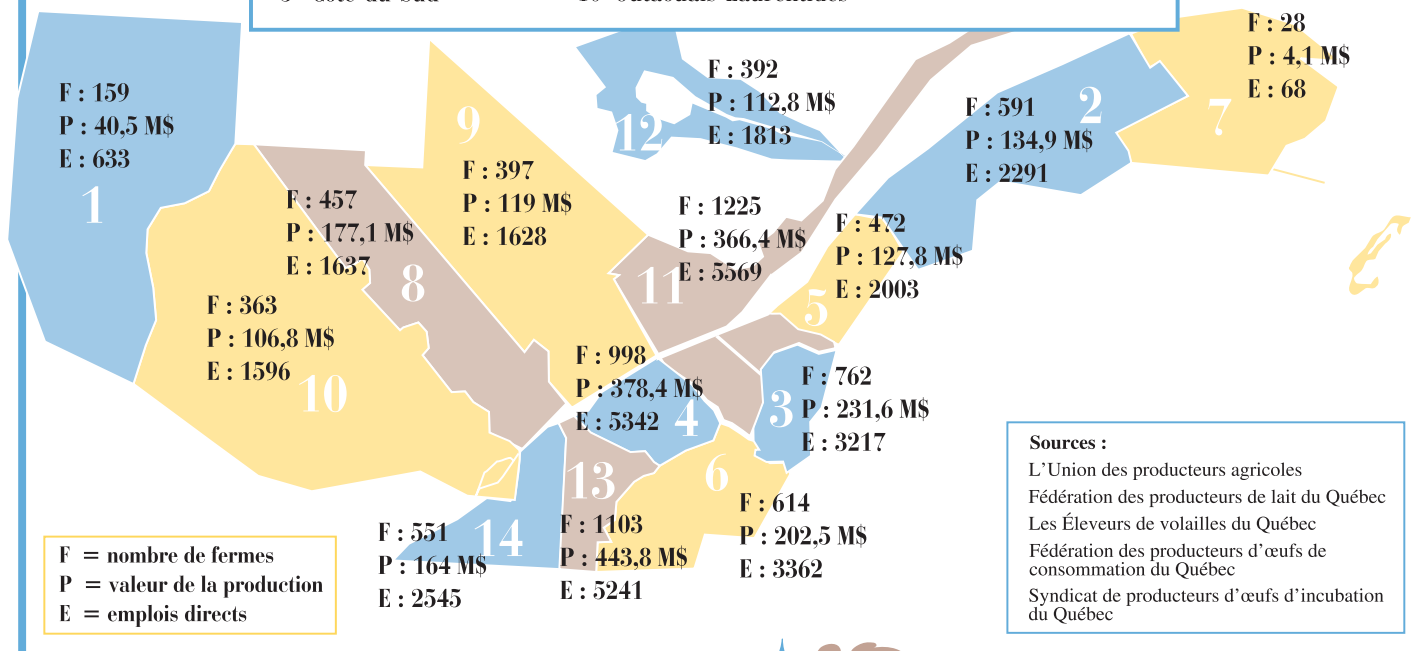 F : 28
P : 4,1 M$
E : 68
7
F : 159
P : 40,5 M$
E : 633
1
F : 392
P : 112,8 M$
E : 1813
12
F : 591
P : 134,9 M$
E : 2291
2
9
F : 397
P : 119 M$
E : 1628
F : 457
P : 177,1 M$
E : 1637
8
F : 1225
P : 366,4 M$
E : 5569
11
F : 472
P : 127,8 M$
E : 2003
5
F : 363
P : 106,8 M$
E : 1596
10
F : 998
P : 378,4 M$
E : 5342
4
F : 762
P : 231,6 M$
E : 3217
3
13
F : 1103
P : 443,8 M$
E : 5241
6
F : 614
P : 202,5 M$
E : 3362
F : 551
P : 164 M$
E : 2545
14
F = nombre de fermes
P = valeur de la production
E = emplois directs
Sources :
L'Union des producteurs agricoles
Fédération des producteurs de lait du Québec
Les Éleveurs de volailles du Québec
Fédération des producteurs d'œufs de
consommation du Québec
Syndicat de producteurs d'œufs d'incubation
du Québec